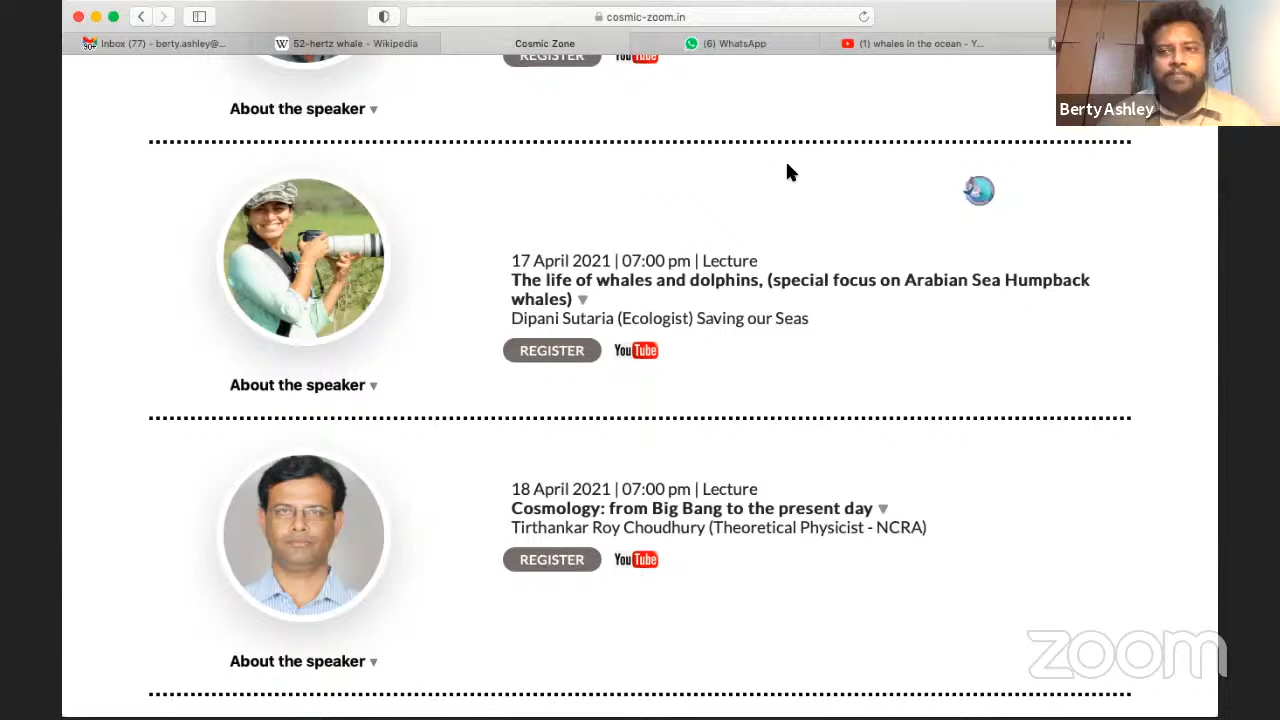 cosmic-zoom.in
90+ Inbox (77) - berty.ashley@...
W 52-hertz whale - Wikipedia
Cosmic Zone
(6) WhatsApp
(1) whales in the ocean - Y...
REGISTER YouTube
Berty Ashley
About the speaker ▾
17 April 2021 | 07:00 pm | Lecture
The life of whales and dolphins, (special focus on Arabian Sea Humpback
whales) ▾
Dipani Sutaria (Ecologist) Saving our Seas
REGISTER YouTube
About the speaker ▾
18 April 2021 | 07:00 pm | Lecture
Cosmology: from Big Bang to the present day ▾
Tirthankar Roy Choudhury (Theoretical Physicist - NCRA)
REGISTER YouTube
About the speaker ▾
zoom